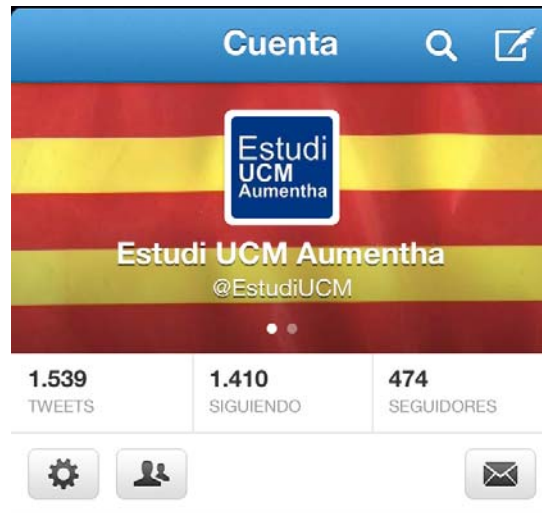 Cuenta
Estudi
UCM
Aumentha
Estudi UCM Aumentha
@EstudiUCM
1.539
TWEETS
1.410
SIGUIENDO
474
SEGUIDORES